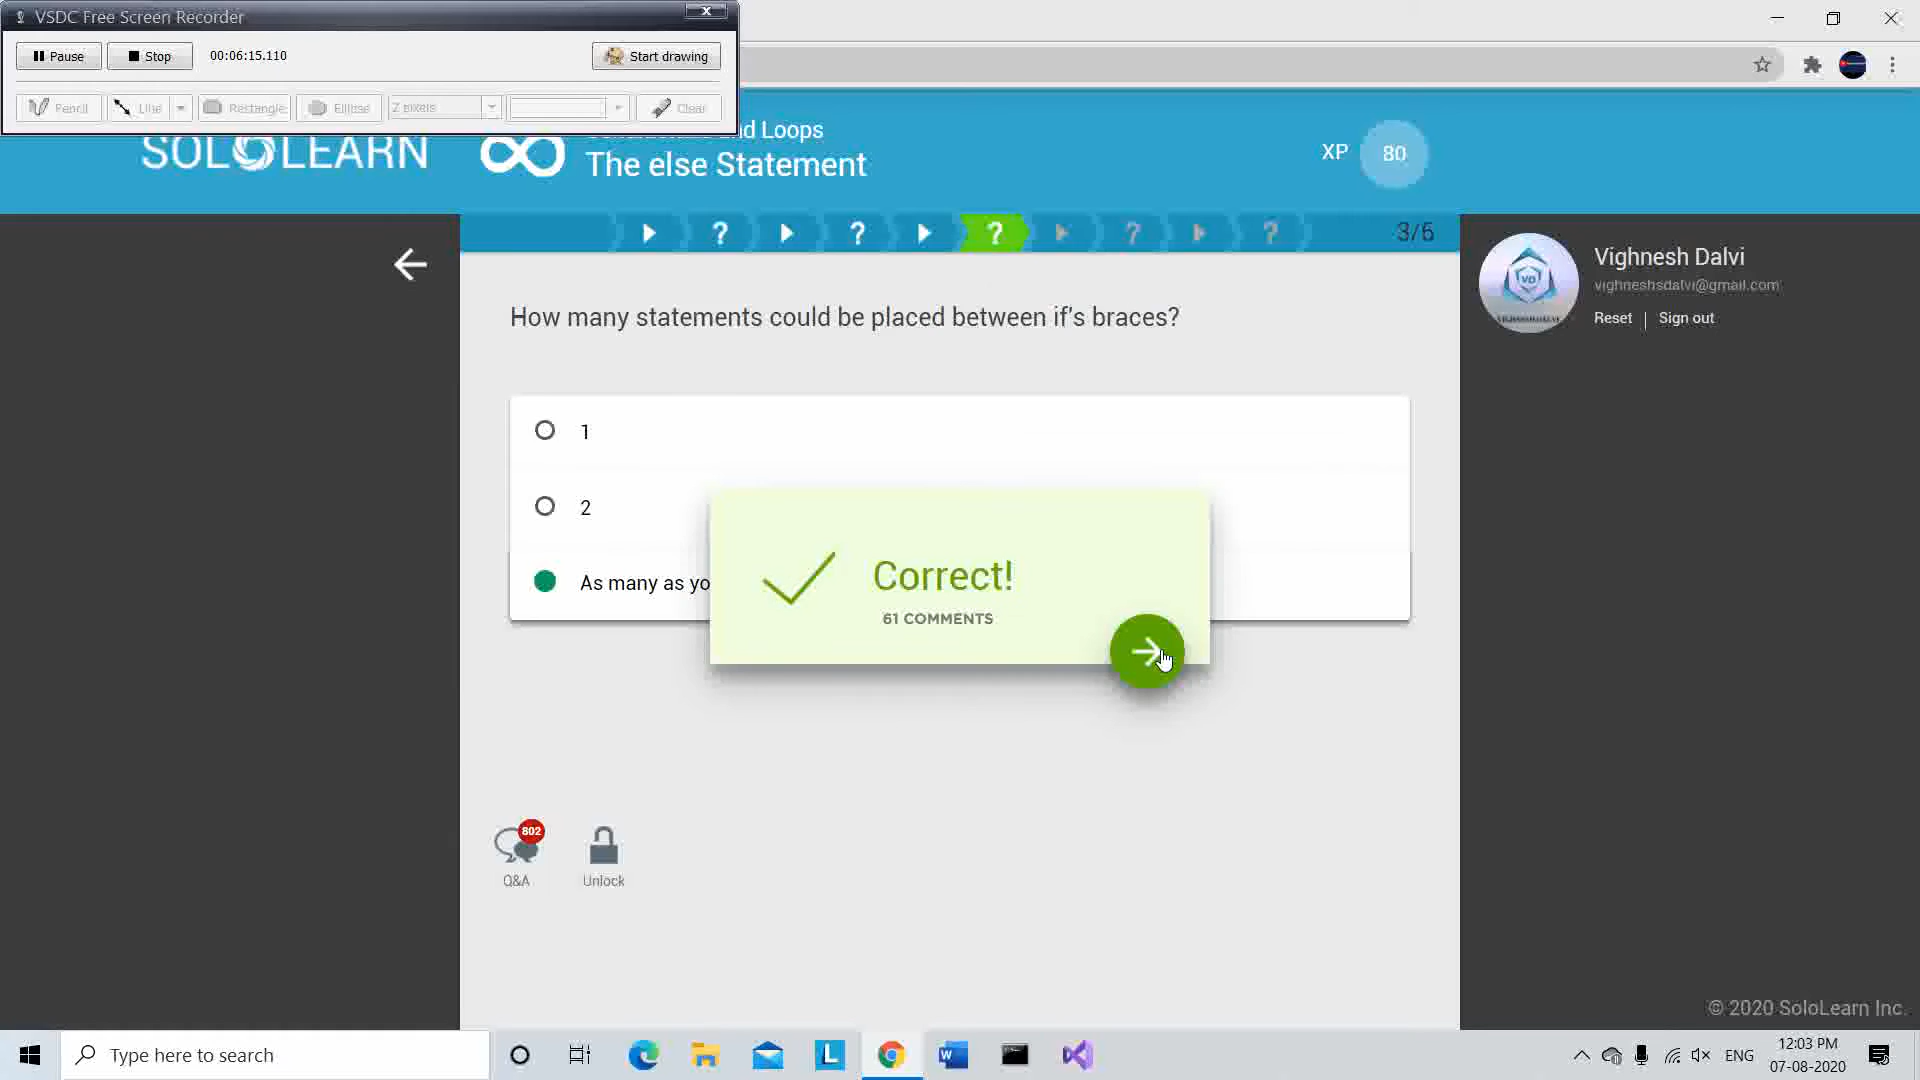 VSDC Free Screen Recorder
Pause
Stop
00:06:15.110
Start drawing
Pencil
Line
Rectangle
Ellipse
2 pixels
Clear
SOLOLEARN
and Loops
The else Statement
XP
80
3/6
Vighnesh Dalvi
vighneshsdalvi@gmail.com
Reset
Sign out
How many statements could be placed between if's braces?
1
2
As many as yo
Correct!
61 COMMENTS
802
Q&A
Unlock
© 2020 SoloLearn Inc.
Type here to search
ENG
12:03 PM
07-08-2020